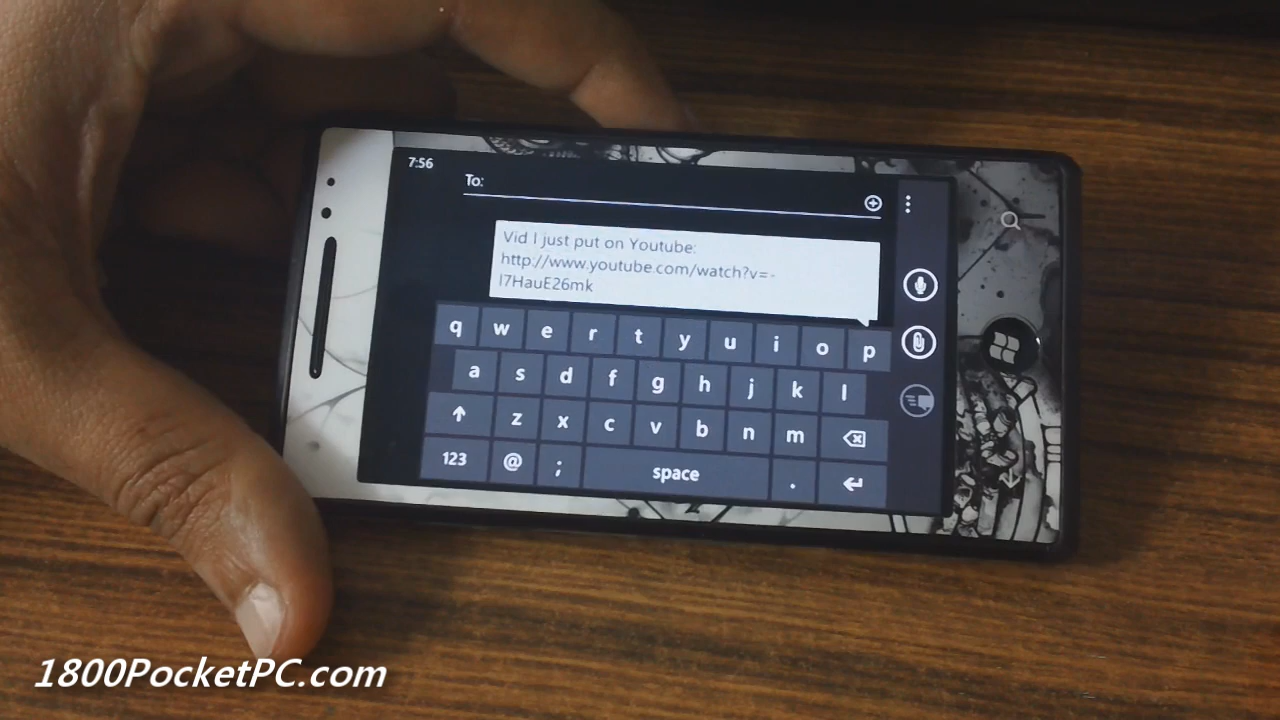 7:56
To:
Vid I just put on Youtube:
http://www.youtube.com/watch?v=-
l7HauE26mk
q w e r t y u i o p
a s d f g h j k l
z x c v b n m
123 @ ; space .
1800PocketPC.com